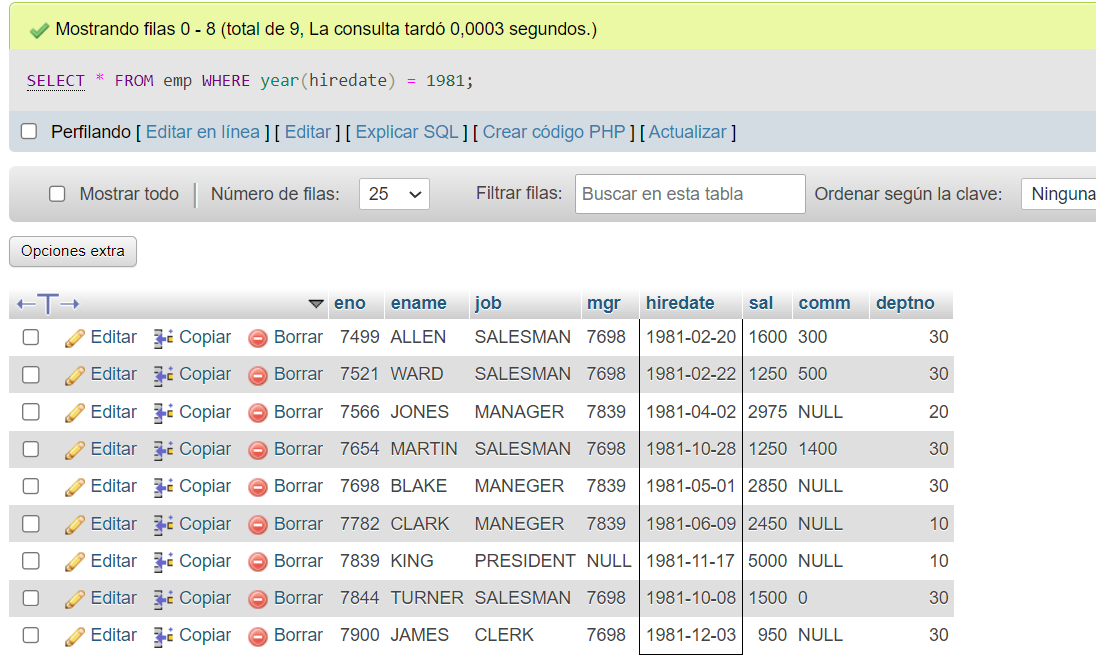 Mostrando filas 0 - 8 (total de 9, La consulta tardó 0,0003 segundos.)
SELECT * FROM emp WHERE year(hiredate) = 1981;
Perfilando [ Editar en línea ] [ Editar ] [ Explicar SQL ] [ Crear código PHP ] [ Actualizar ]
Mostrar todo | Número de filas: 25 Filtrar filas: Buscar en esta tabla Ordenar según la clave: Ninguna
Opciones extra
eno ename job mgr hiredate sal comm deptno
Editar Copiar Borrar 7499 ALLEN SALESMAN 7698 1981-02-20 1600 300 30
Editar Copiar Borrar 7521 WARD SALESMAN 7698 1981-02-22 1250 500 30
Editar Copiar Borrar 7566 JONES MANAGER 7839 1981-04-02 2975 NULL 20
Editar Copiar Borrar 7654 MARTIN SALESMAN 7698 1981-10-28 1250 1400 30
Editar Copiar Borrar 7698 BLAKE MANEGER 7839 1981-05-01 2850 NULL 30
Editar Copiar Borrar 7782 CLARK MANEGER 7839 1981-06-09 2450 NULL 10
Editar Copiar Borrar 7839 KING PRESIDENT NULL 1981-11-17 5000 NULL 10
Editar Copiar Borrar 7844 TURNER SALESMAN 7698 1981-10-08 1500 0 30
Editar Copiar Borrar 7900 JAMES CLERK 7698 1981-12-03 950 NULL 30